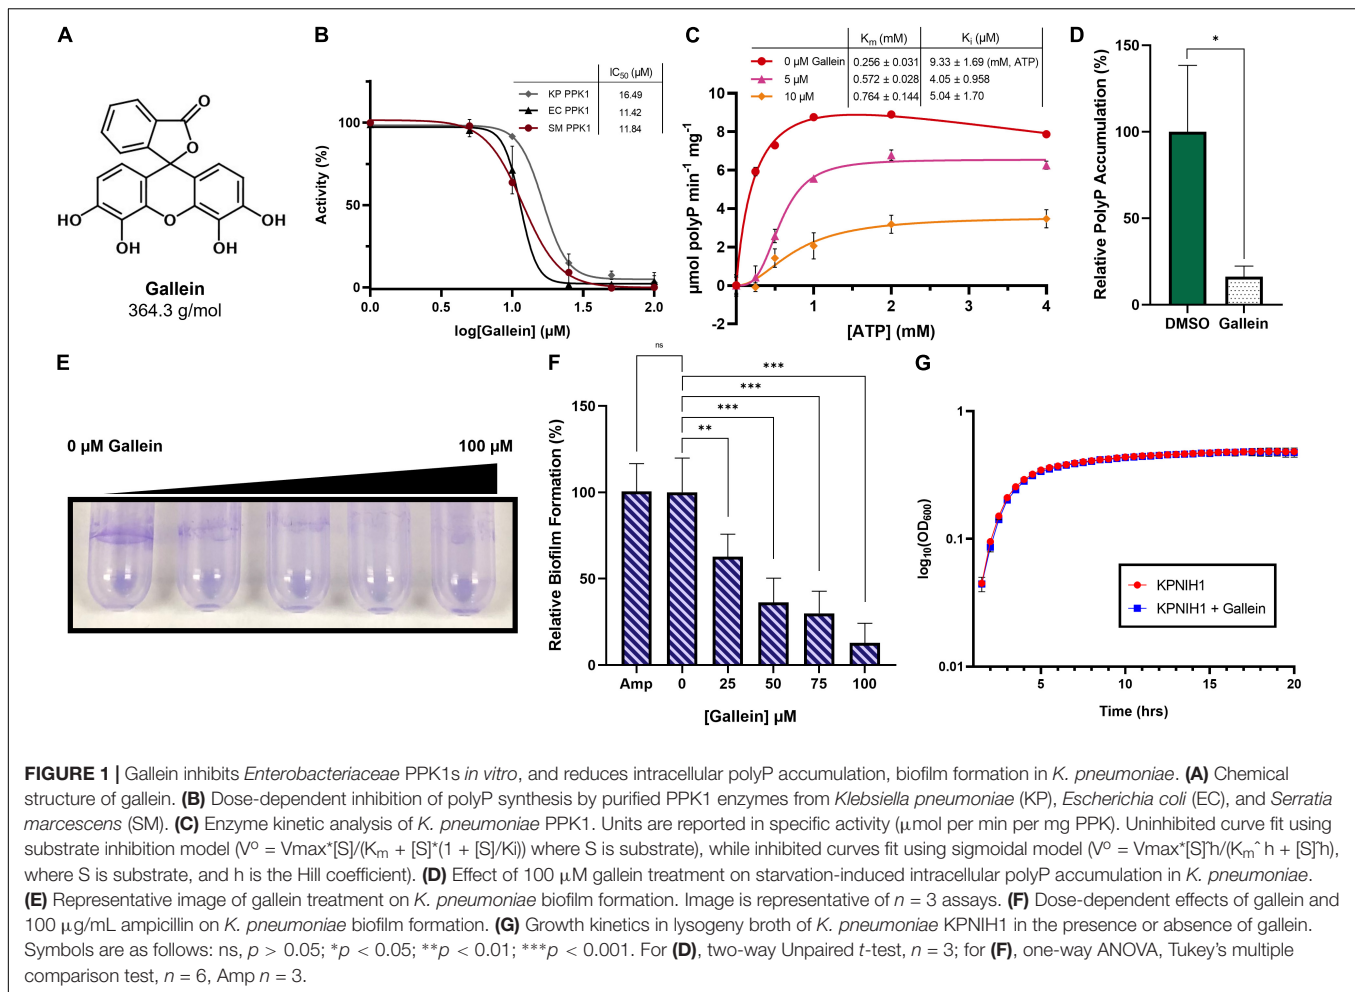 A
O
O
O
HO
OH
OH
OH
Gallein
364.3 g/mol
B
IC50 (µM)
KP PPK1 16.49
EC PPK1 11.42
SM PPK1 11.84
Activity (%)
100
50
0
0.0 0.5 1.0 1.5 2.0
log[Gallein] (µM)
C
Km (mM) Ki (µM)
0 µM Gallein 0.256 ± 0.031 9.33 ± 1.69 (mM, ATP)
5 µM 0.572 ± 0.028 4.05 ± 0.958
10 µM 0.764 ± 0.144 5.04 ± 1.70
µmol polyP min-1 mg-1
10
8
6
4
2
0
-2
0 1 2 3 4
[ATP] (mM)
D
Relative PolyP Accumulation (%)
150
100
50
0
*
DMSO Gallein
E
0 µM Gallein 100 µM
F
Relative Biofilm Formation (%)
150
100
50
0
ns
**
***
***
***
Amp 0 25 50 75 100
[Gallein] µM
G
log10(OD600)
1
0.1
0.01
KPNIH1
KPNIH1 + Gallein
5 10 15 20
Time (hrs)
FIGURE 1 | Gallein inhibits Enterobacteriaceae PPK1s in vitro, and reduces intracellular polyP accumulation, biofilm formation in K. pneumoniae. (A) Chemical
structure of gallein. (B) Dose-dependent inhibition of polyP synthesis by purified PPK1 enzymes from Klebsiella pneumoniae (KP), Escherichia coli (EC), and Serratia
marcescens (SM). (C) Enzyme kinetic analysis of K. pneumoniae PPK1. Units are reported in specific activity (µmol per min per mg PPK). Uninhibited curve fit using
substrate inhibition model (V° = Vmax*[S]/(Km + [S]*(1 + [S]/Ki)) where S is substrate), while inhibited curves fit using sigmoidal model (V° = Vmax*[S]^h/(Km^ h + [S]^h),
where S is substrate, and h is the Hill coefficient). (D) Effect of 100 µM gallein treatment on starvation-induced intracellular polyP accumulation in K. pneumoniae.
(E) Representative image of gallein treatment on K. pneumoniae biofilm formation. Image is representative of n = 3 assays. (F) Dose-dependent effects of gallein and
100 µg/mL ampicillin on K. pneumoniae biofilm formation. (G) Growth kinetics in lysogeny broth of K. pneumoniae KPNIH1 in the presence or absence of gallein.
Symbols are as follows: ns, p > 0.05; *p < 0.05; **p < 0.01; ***p < 0.001. For (D), two-way Unpaired t-test, n = 3; for (F), one-way ANOVA, Tukey's multiple
comparison test, n = 6, Amp n = 3.